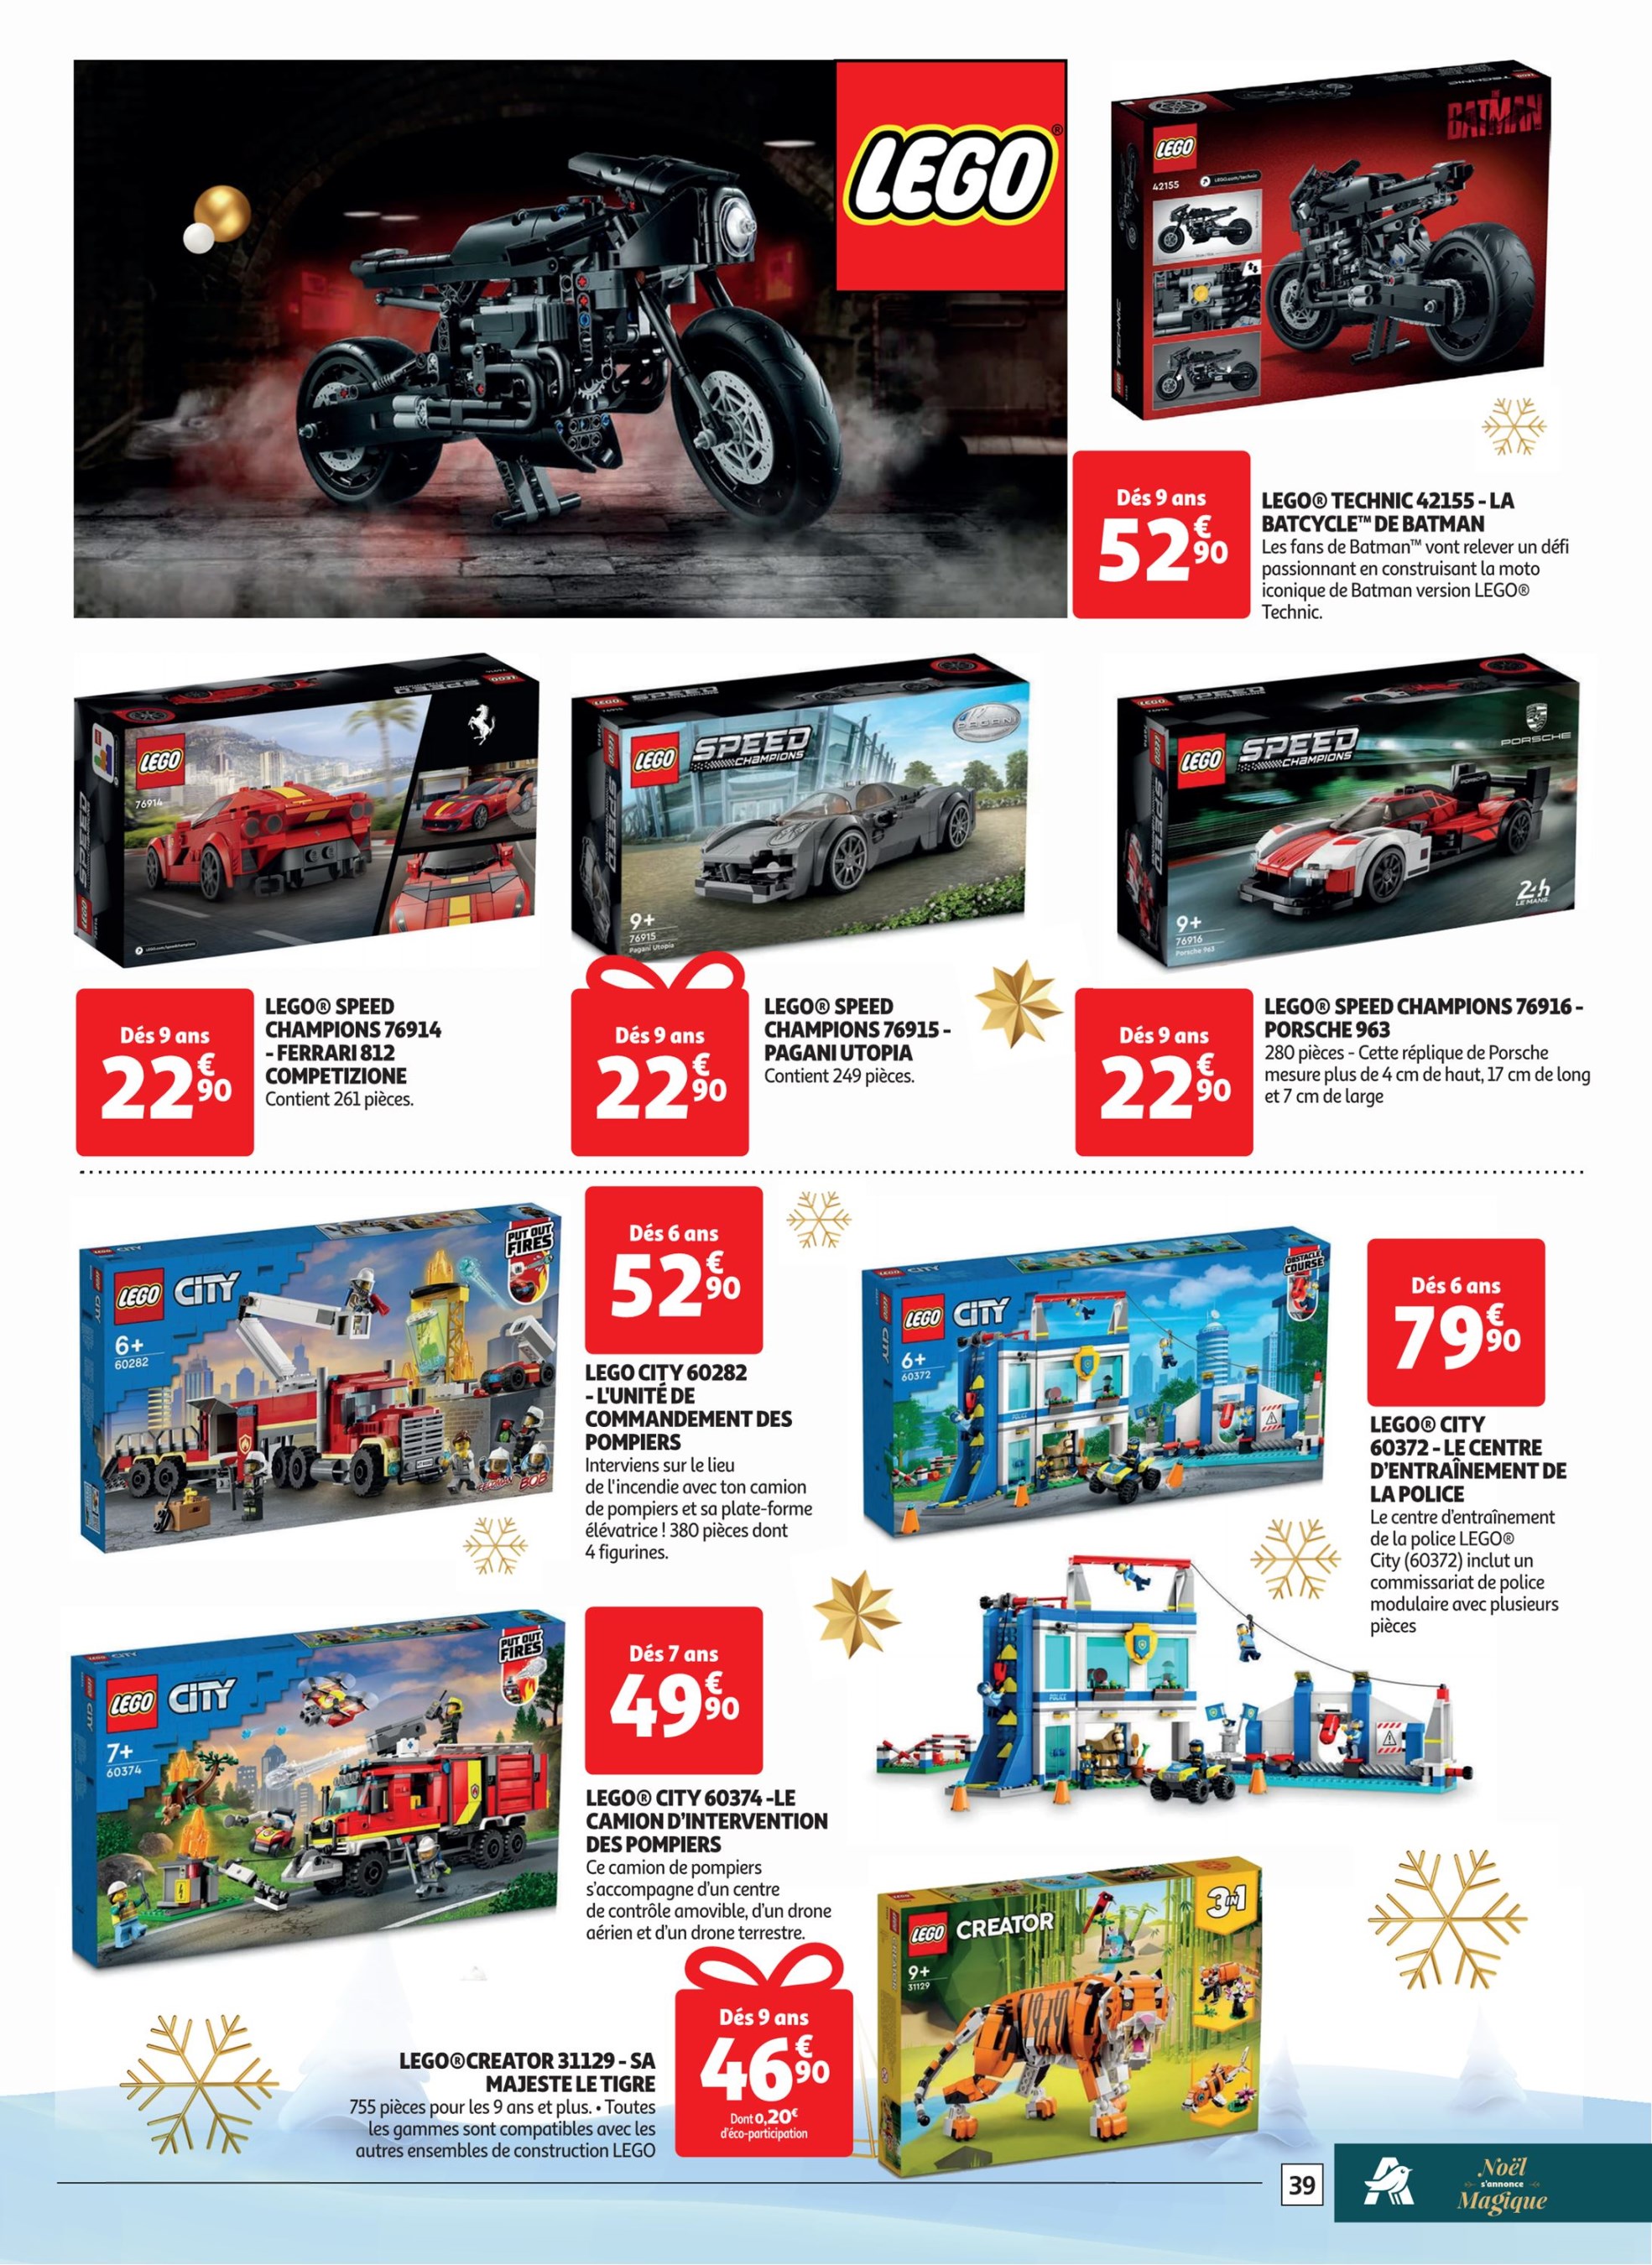 LEGO®
BATMAN
LEGO
42155
TECHNIC
Dés 9 ans
52€90
LEGO® TECHNIC 42155 - LA
BATCYCLE™ DE BATMAN
Les fans de Batman™ vont relever un défi
passionnant en construisant la moto
iconique de Batman version LEGO®
Technic.
LEGO
76914
SPEED
LEGO
SPEED
CHAMPIONS
PAGANI
9+
76915
Pagani Utopia
LEGO
SPEED
CHAMPIONS
PORSCHE
9+
76916
Porsche 963
24h
LE MANS
Dés 9 ans
22€90
LEGO® SPEED
CHAMPIONS 76914
- FERRARI 812
COMPETIZIONE
Contient 261 pièces.
Dés 9 ans
22€90
LEGO® SPEED
CHAMPIONS 76915 -
PAGANI UTOPIA
Contient 249 pièces.
Dés 9 ans
22€90
LEGO® SPEED CHAMPIONS 76916 -
PORSCHE 963
280 pièces - Cette réplique de Porsche
mesure plus de 4 cm de haut, 17 cm de long
et 7 cm de large
LEGO CITY
6+
60282
PUT OUT
FIRES
BOB
Dés 6 ans
52€90
LEGO CITY 60282
- L'UNITÉ DE
COMMANDEMENT DES
POMPIERS
Interviens sur le lieu
de l'incendie avec ton camion
de pompiers et sa plate-forme
élévatrice ! 380 pièces dont
4 figurines.
LEGO CITY
6+
60372
OBSTACLE
COURSE
POLICE
Dés 6 ans
79€90
LEGO® CITY
60372 - LE CENTRE
D'ENTRAÎNEMENT DE
LA POLICE
Le centre d'entraînement
de la police LEGO®
City (60372) inclut un
commissariat de police
modulaire avec plusieurs
pièces
POLICE
LEGO CITY
7+
60374
PUT OUT
FIRES
Dés 7 ans
49€90
LEGO® CITY 60374 -LE
CAMION D'INTERVENTION
DES POMPIERS
Ce camion de pompiers
s'accompagne d'un centre
de contrôle amovible, d'un drone
aérien et d'un drone terrestre.
LEGO CREATOR
3 IN 1
9+
31129
Dés 9 ans
46€90
Dont 0,20€
d'éco-participation
LEGO®CREATOR 31129 - SA
MAJESTE LE TIGRE
755 pièces pour les 9 ans et plus. • Toutes
les gammes sont compatibles avec les
autres ensembles de construction LEGO
39
Noël
s'annonce
Magique